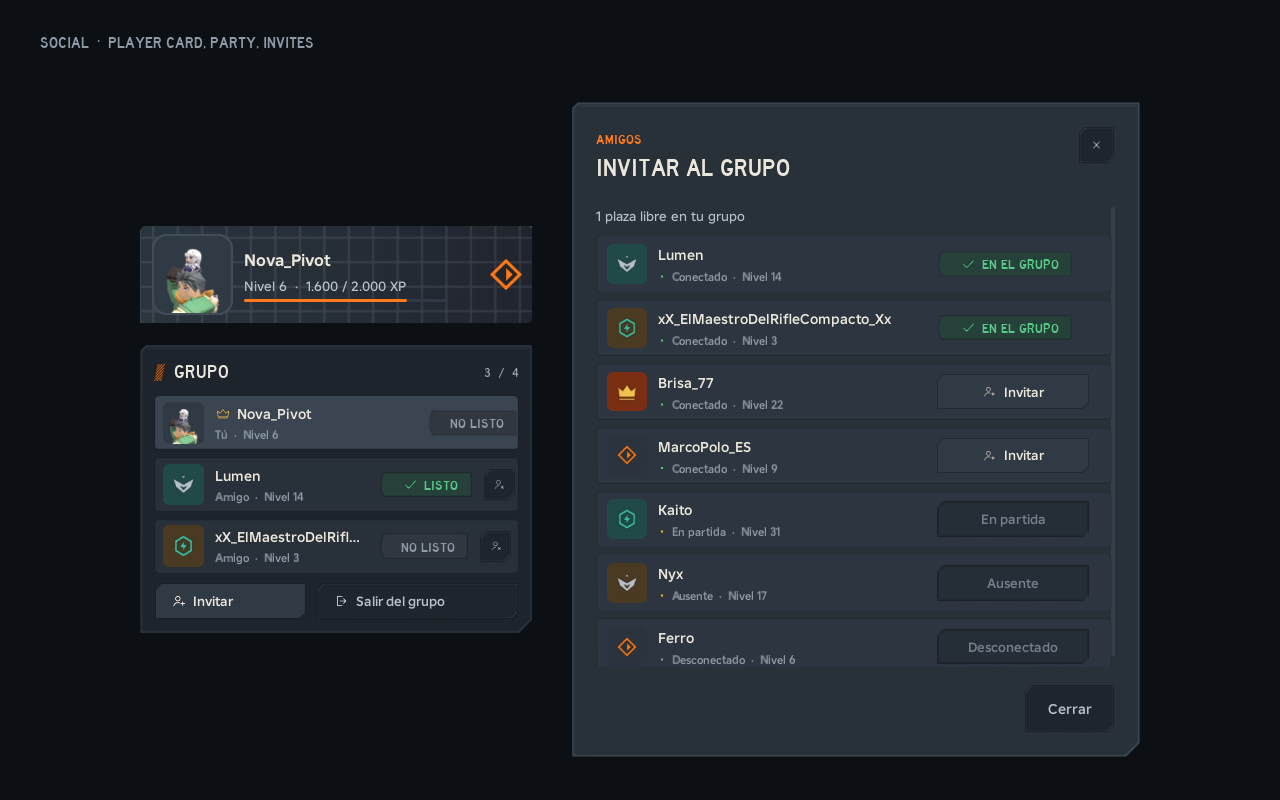 SOCIAL · PLAYER CARD, PARTY, INVITES
Nova_Pivot
Nivel 6 · 1.600 / 2.000 XP
GRUPO
3 / 4
Nova_Pivot
Tú · Nivel 6
NO LISTO
Lumen
Amigo · Nivel 14
LISTO
xX_ElMaestroDelRifl...
Amigo · Nivel 3
NO LISTO
Invitar
Salir del grupo
AMIGOS
INVITAR AL GRUPO
×
1 plaza libre en tu grupo
Lumen
Conectado · Nivel 14
EN EL GRUPO
xX_ElMaestroDelRifleCompacto_Xx
Conectado · Nivel 3
EN EL GRUPO
Brisa_77
Conectado · Nivel 22
Invitar
MarcoPolo_ES
Conectado · Nivel 9
Invitar
Kaito
En partida · Nivel 31
En partida
Nyx
Ausente · Nivel 17
Ausente
Ferro
Desconectado · Nivel 6
Desconectado
Cerrar